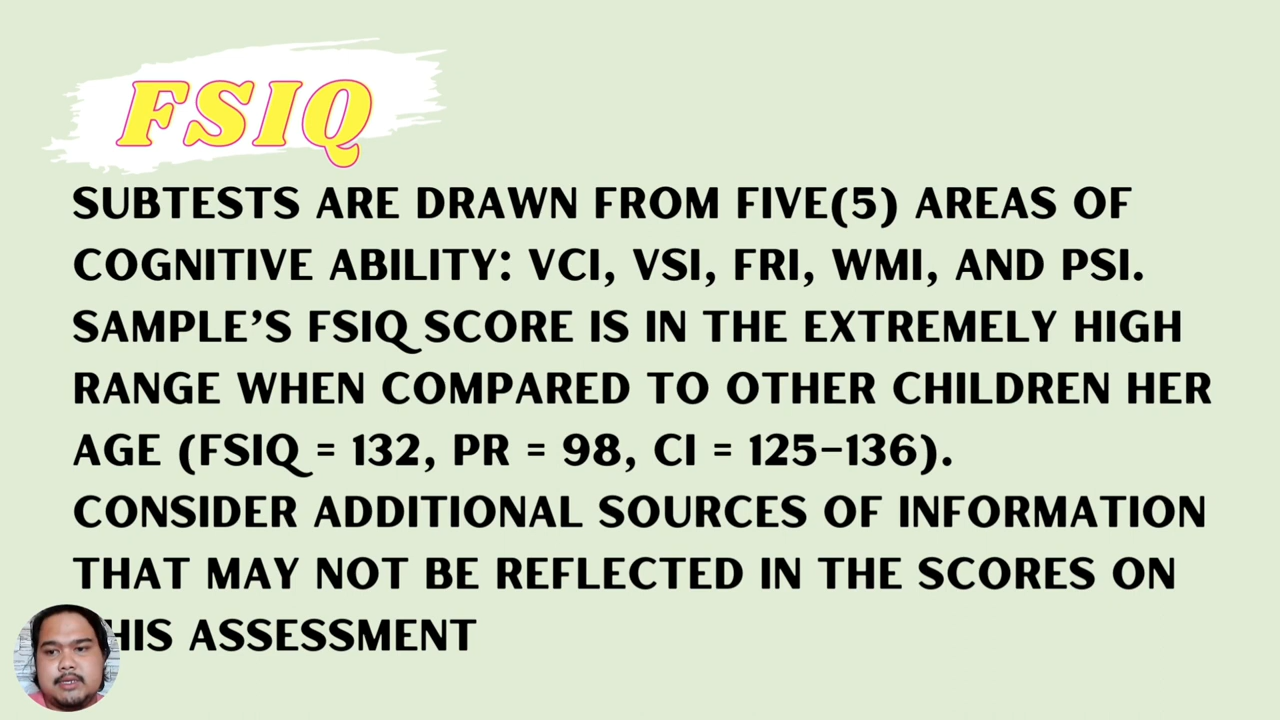 FSIQ
SUBTESTS ARE DRAWN FROM FIVE(5) AREAS OF
COGNITIVE ABILITY: VCI, VSI, FRI, WMI, AND PSI.
SAMPLE'S FSIQ SCORE IS IN THE EXTREMELY HIGH
RANGE WHEN COMPARED TO OTHER CHILDREN HER
AGE (FSIQ = 132, PR = 98, CI = 125–136).
CONSIDER ADDITIONAL SOURCES OF INFORMATION
THAT MAY NOT BE REFLECTED IN THE SCORES ON
HIS ASSESSMENT